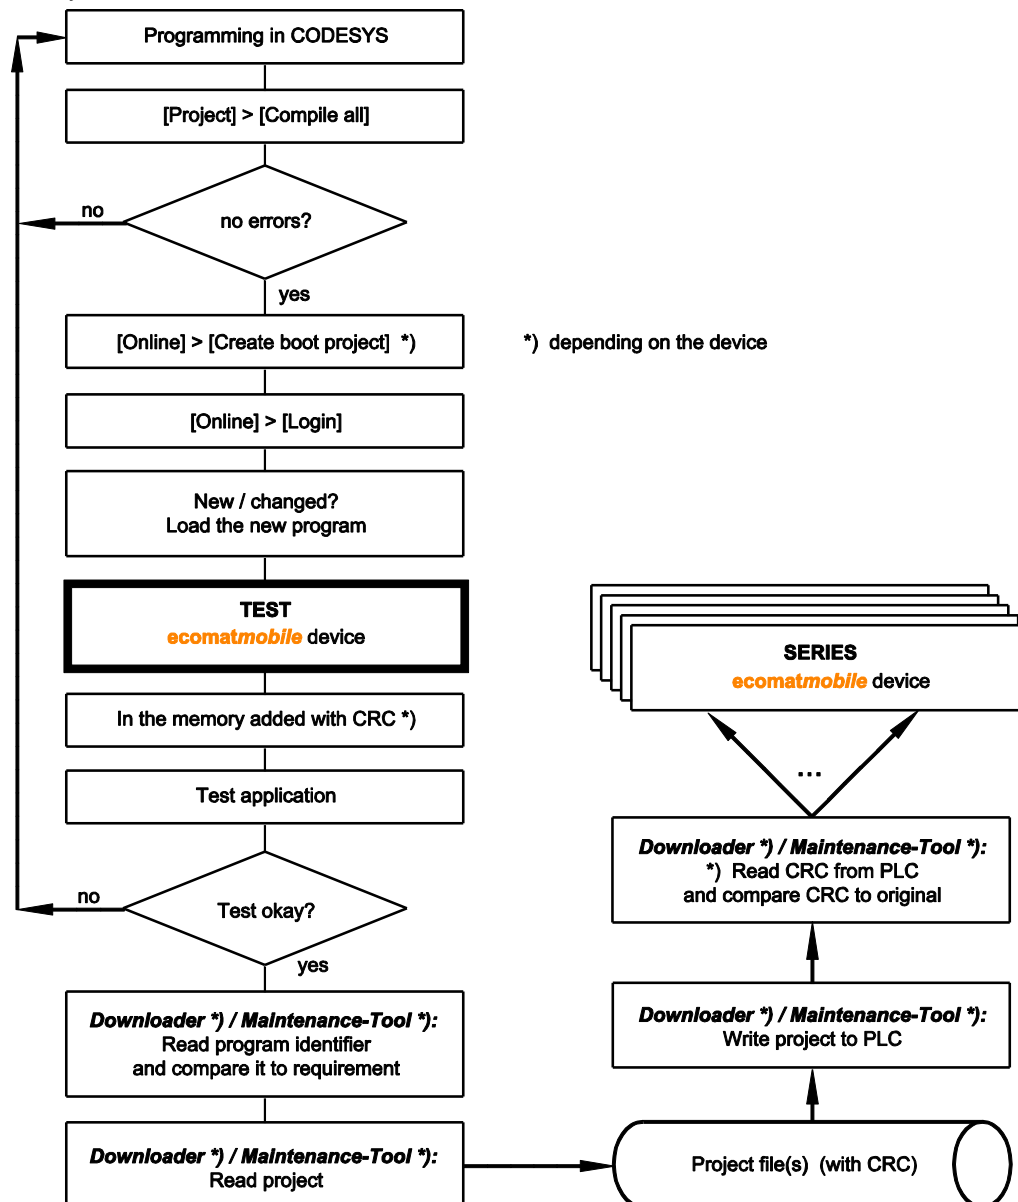 Programming in CODESYS
[Project] > [Compile all]
no errors?
no
yes
[Online] > [Create boot project] *)
*) depending on the device
[Online] > [Login]
New / changed?
Load the new program
TEST
ecomatmobile device
In the memory added with CRC *)
Test application
Test okay?
no
yes
Downloader *) / Maintenance-Tool *):
Read program identifier
and compare it to requirement
Downloader *) / Maintenance-Tool *):
Read project
Project file(s) (with CRC)
Downloader *) / Maintenance-Tool *):
Write project to PLC
Downloader *) / Maintenance-Tool *):
*) Read CRC from PLC
and compare CRC to original
...
SERIES
ecomatmobile device